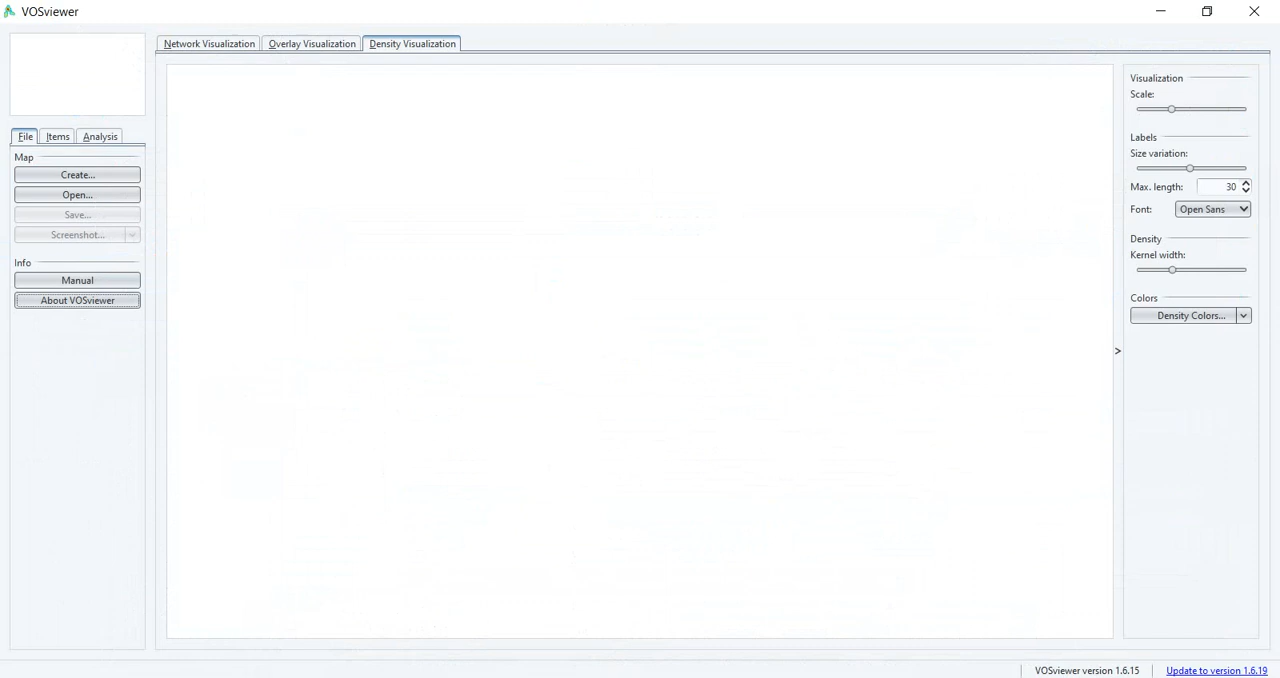 VOSviewer
Network Visualization
Overlay Visualization
Density Visualization
File
Items
Analysis
Map
Create...
Open...
Save...
Screenshot...
Info
Manual
About VOSviewer
Visualization
Scale:
Labels
Size variation:
Max. length: 30
Font: Open Sans
Density
Kernel width:
Colors
Density Colors...
>
VOSviewer version 1.6.15
Update to version 1.6.19